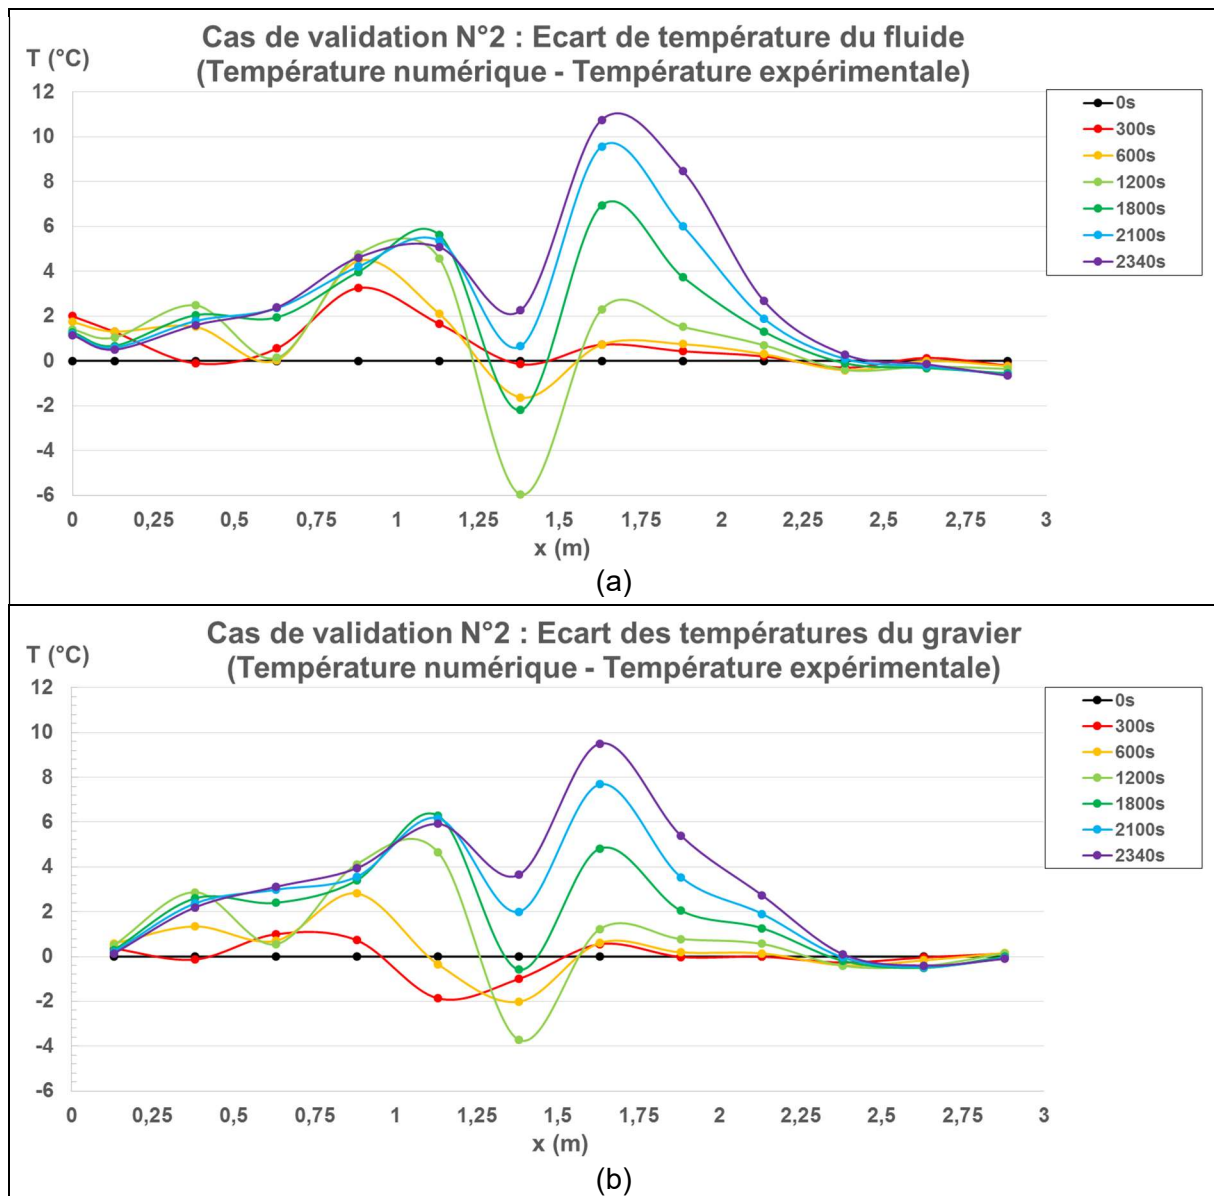 Cas de validation N°2 : Ecart de température du fluide
T (°C)
(Température numérique - Température expérimentale)
12
10
8
6
4
2
0
-2
-4
-6
0 0,25 0,5 0,75 1 1,25 1,5 1,75 2 2,25 2,5 2,75 3
x (m)
0s
300s
600s
1200s
1800s
2100s
2340s
(a)
Cas de validation N°2 : Ecart des températures du gravier
T (°C)
(Température numérique - Température expérimentale)
12
10
8
6
4
2
0
-2
-4
-6
0 0,25 0,5 0,75 1 1,25 1,5 1,75 2 2,25 2,5 2,75 3
x (m)
0s
300s
600s
1200s
1800s
2100s
2340s
(b)